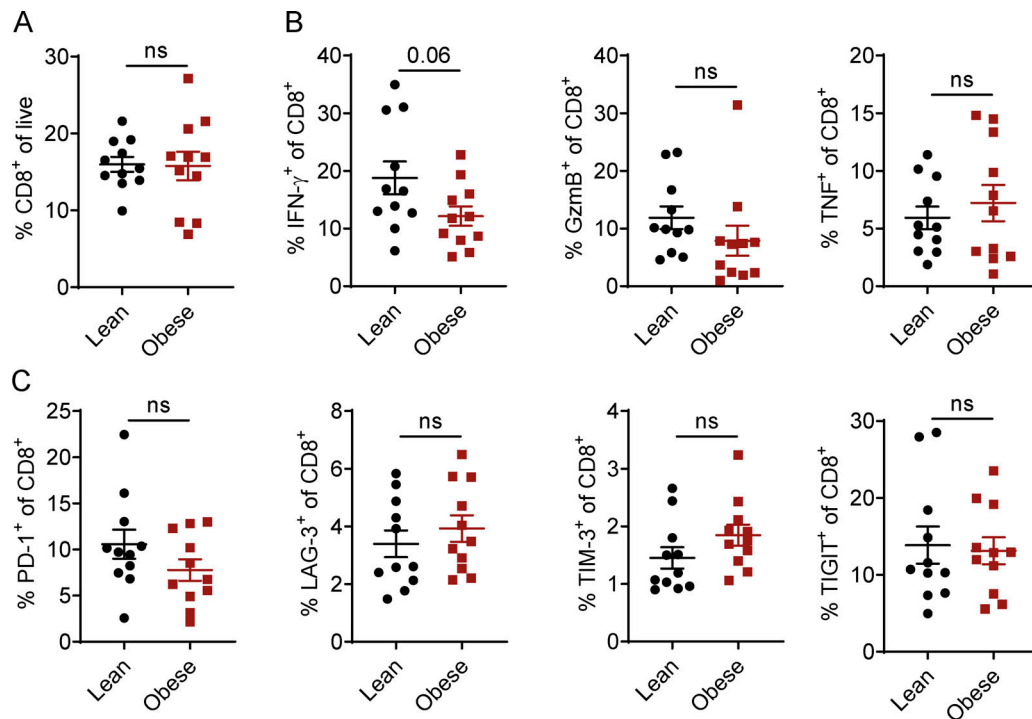 A
% CD8⁺ of live
30
20
10
0
ns
Lean
Obese
B
% IFN-γ⁺ of CD8⁺
40
30
20
10
0
0.06
Lean
Obese
% GzmB⁺ of CD8⁺
40
30
20
10
0
ns
Lean
Obese
% TNF⁺ of CD8⁺
20
15
10
5
0
ns
Lean
Obese
C
% PD-1⁺ of CD8⁺
25
20
15
10
5
0
ns
Lean
Obese
% LAG-3⁺ of CD8⁺
8
6
4
2
0
ns
Lean
Obese
% TIM-3⁺ of CD8⁺
4
3
2
1
0
ns
Lean
Obese
% TIGIT⁺ of CD8⁺
30
20
10
0
ns
Lean
Obese